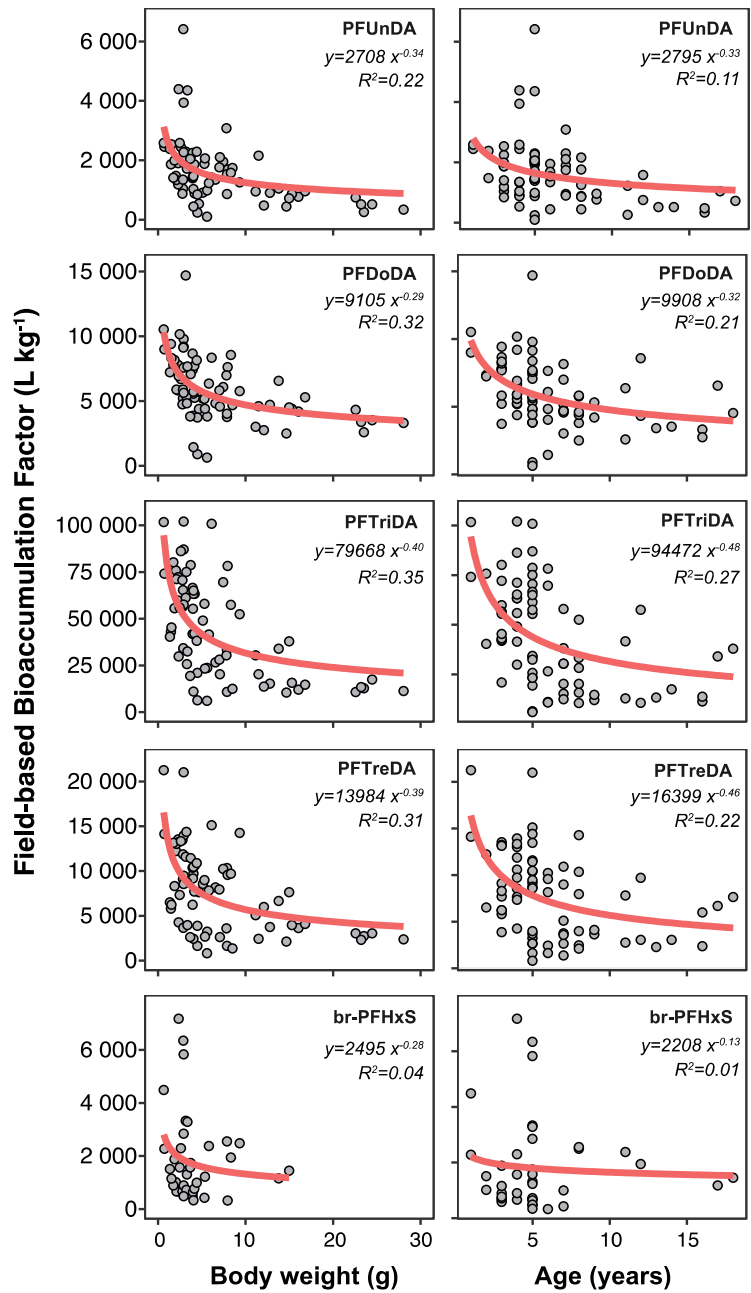 Field-based Bioaccumulation Factor (L kg⁻¹)
PFUnDA
y=2708 x⁻⁰·³⁴
R²=0.22
6 000
4 000
2 000
0
PFUnDA
y=2795 x⁻⁰·³³
R²=0.11
PFDoDA
y=9105 x⁻⁰·²⁹
R²=0.32
15 000
10 000
5 000
0
PFDoDA
y=9908 x⁻⁰·³²
R²=0.21
PFTriDA
y=79668 x⁻⁰·⁴⁰
R²=0.35
100 000
75 000
50 000
25 000
0
PFTriDA
y=94472 x⁻⁰·⁴⁸
R²=0.27
PFTreDA
y=13984 x⁻⁰·³⁹
R²=0.31
20 000
15 000
10 000
5 000
0
PFTreDA
y=16399 x⁻⁰·⁴⁶
R²=0.22
br-PFHxS
y=2495 x⁻⁰·²⁸
R²=0.04
6 000
4 000
2 000
0
br-PFHxS
y=2208 x⁻⁰·¹³
R²=0.01
0 10 20 30
5 10 15
Body weight (g)
Age (years)